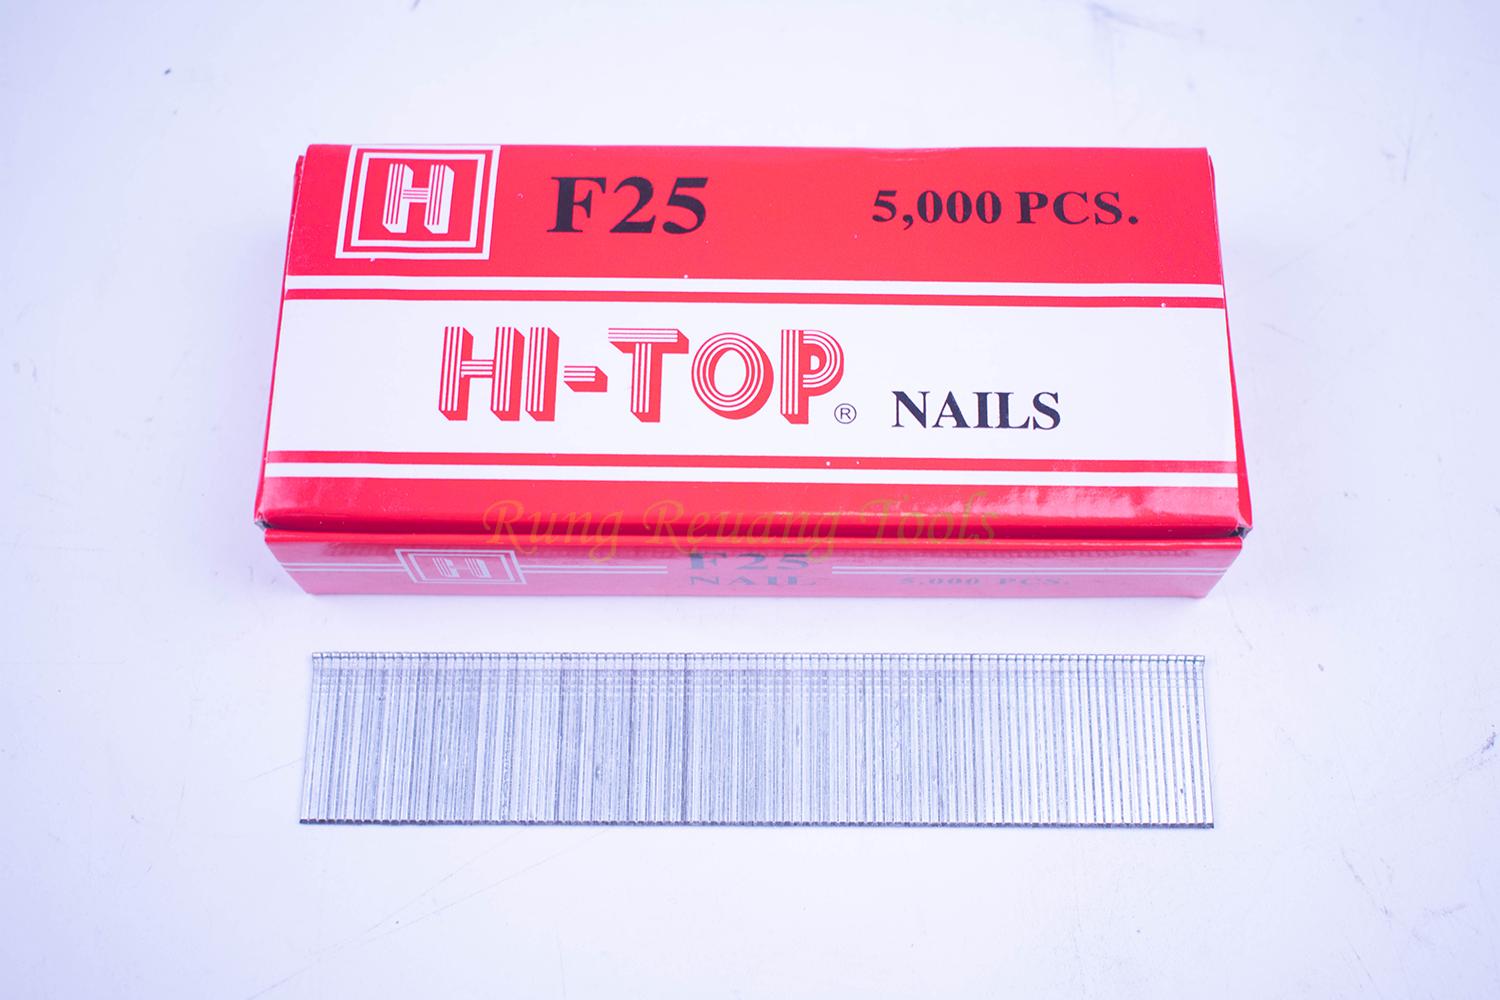 H F25 5,000 PCS.
HI-TOP® NAILS
Rung Reuang Tools
H F25 5,000 PCS.
NAIL